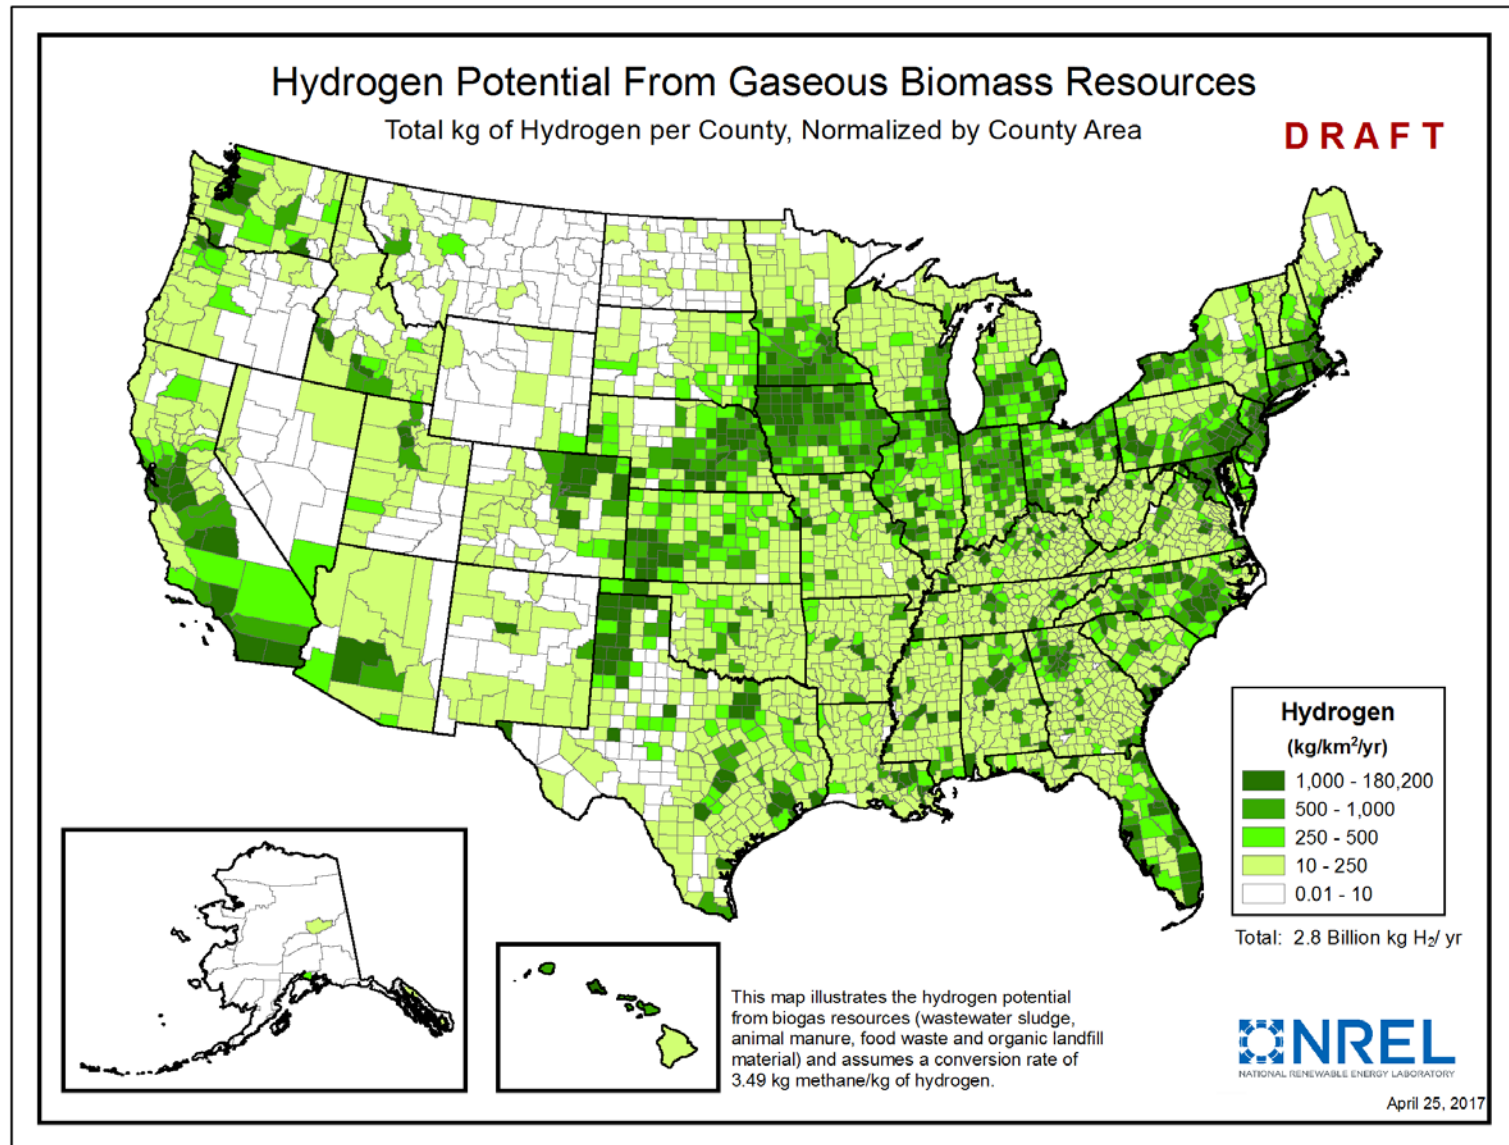 Hydrogen Potential From Gaseous Biomass Resources
Total kg of Hydrogen per County, Normalized by County Area
DRAFT
Hydrogen
(kg/km²/yr)
1,000 - 180,200
500 - 1,000
250 - 500
10 - 250
0.01 - 10
Total: 2.8 Billion kg H₂/ yr
This map illustrates the hydrogen potential
from biogas resources (wastewater sludge,
animal manure, food waste and organic landfill
material) and assumes a conversion rate of
3.49 kg methane/kg of hydrogen.
NREL
NATIONAL RENEWABLE ENERGY LABORATORY
April 25, 2017